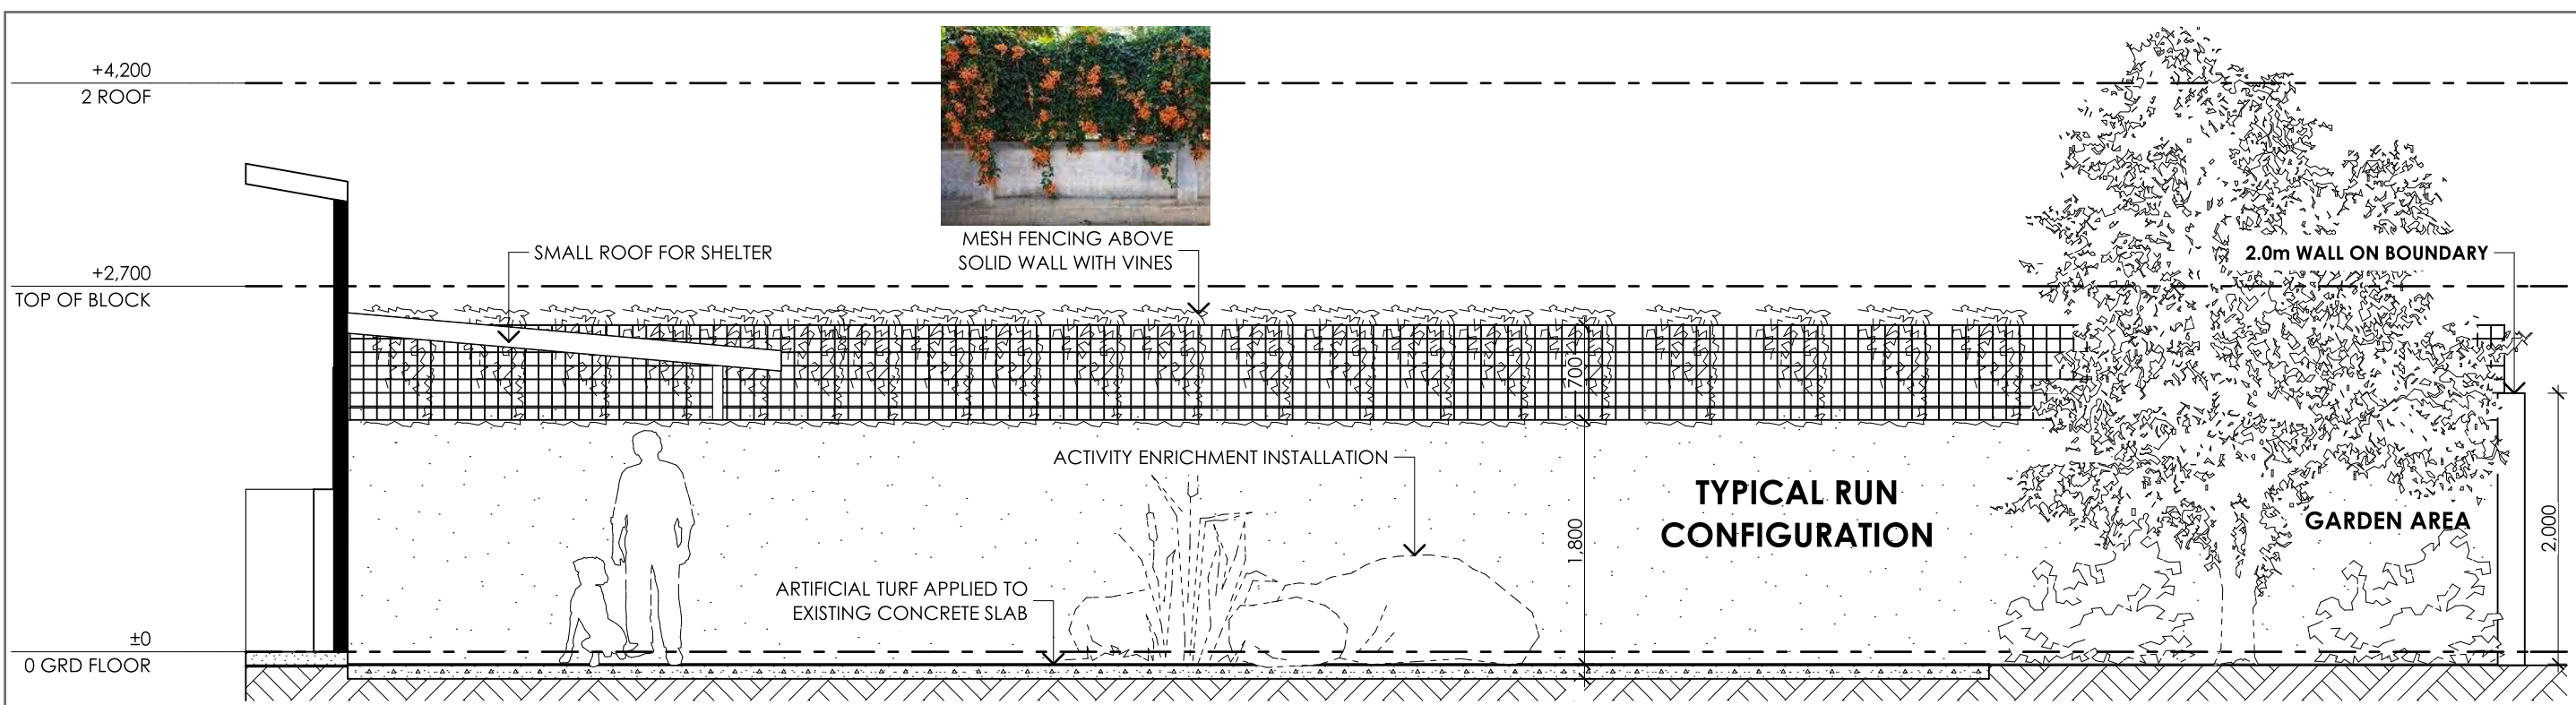 +4,200
2 ROOF
MESH FENCING ABOVE
SOLID WALL WITH VINES
SMALL ROOF FOR SHELTER
2.0m WALL ON BOUNDARY
+2,700
TOP OF BLOCK
700
ACTIVITY ENRICHMENT INSTALLATION
TYPICAL RUN
CONFIGURATION
GARDEN AREA
1,800
2,000
ARTIFICIAL TURF APPLIED TO
EXISTING CONCRETE SLAB
±0
0 GRD FLOOR